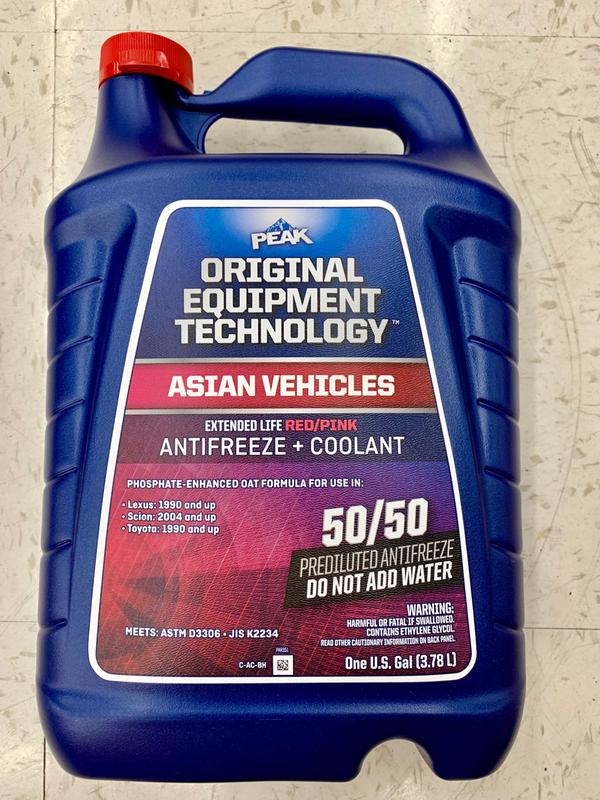 PEAK
ORIGINAL
EQUIPMENT
TECHNOLOGY™
ASIAN VEHICLES
EXTENDED LIFE RED/PINK
ANTIFREEZE + COOLANT
PHOSPHATE-ENHANCED OAT FORMULA FOR USE IN:
• Lexus: 1990 and up
• Scion: 2004 and up
• Toyota: 1990 and up
50/50
PREDILUTED ANTIFREEZE
DO NOT ADD WATER
WARNING:
HARMFUL OR FATAL IF SWALLOWED.
CONTAINS ETHYLENE GLYCOL.
READ OTHER CAUTIONARY INFORMATION ON BACK PANEL.
MEETS: ASTM D3306 • JIS K2234
C-AC-BH
One U.S. Gal (3.78 L)